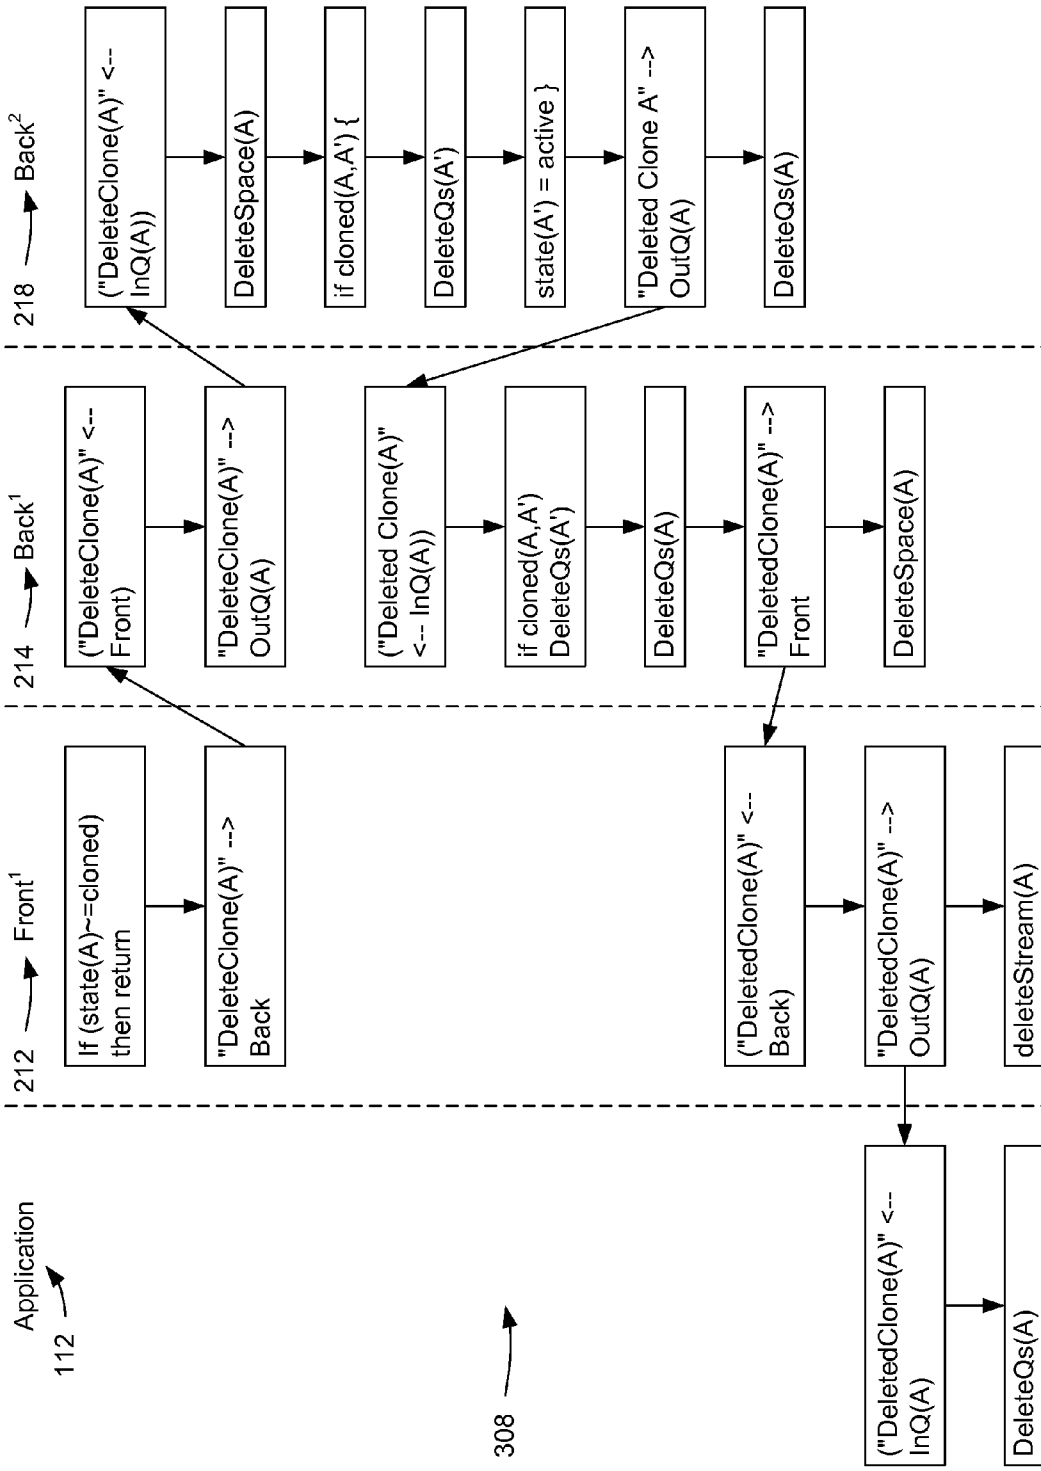 Application
112
308
("DeletedClone(A)" <--
InQ(A)
DeleteQs(A)
212
Front1
If (state(A)~=cloned)
then return
"DeleteClone(A)" -->
Back
("DeletedClone(A)" <--
Back)
"DeletedClone(A)" -->
OutQ(A)
deleteStream(A)
214
Back1
("DeleteClone(A)" <--
Front)
"DeleteClone(A)" -->
OutQ(A)
("Deleted Clone(A)"
<-- InQ(A))
if cloned(A,A')
DeleteQs(A')
DeleteQs(A)
"DeletedClone(A)" -->
Front
DeleteSpace(A)
218
Back2
("DeleteClone(A)" <--
InQ(A))
DeleteSpace(A)
if cloned(A,A') {
DeleteQs(A')
state(A') = active }
"Deleted Clone A" -->
OutQ(A)
DeleteQs(A)